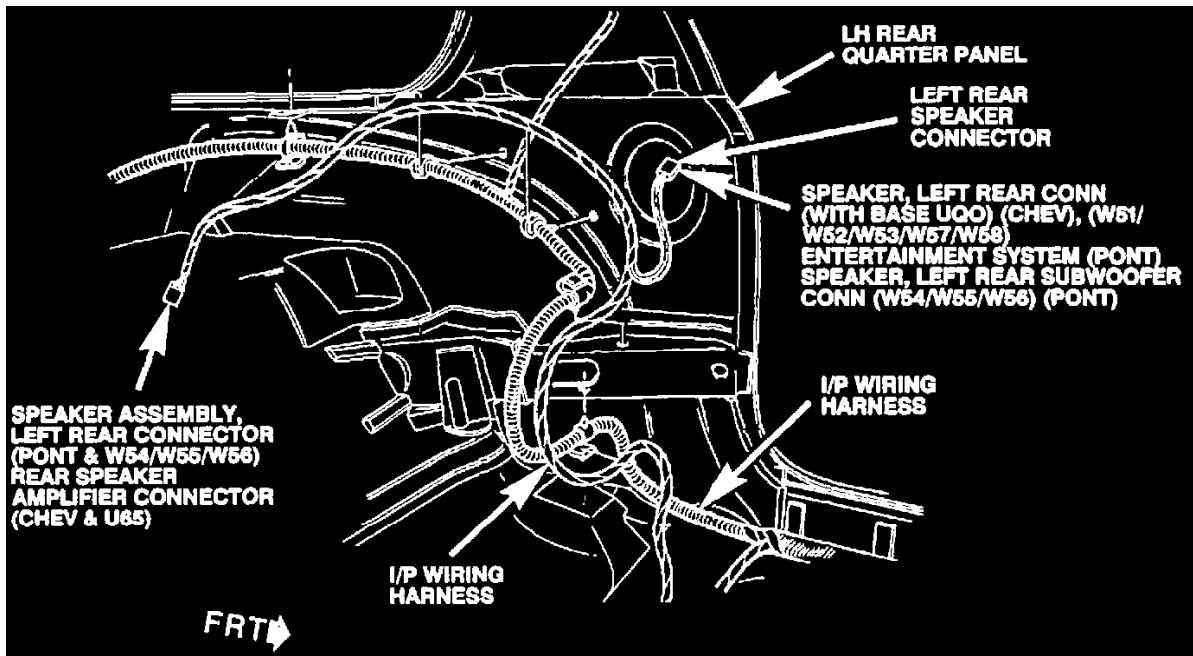 LH REAR
QUARTER PANEL
LEFT REAR
SPEAKER
CONNECTOR
SPEAKER, LEFT REAR CONN
(WITH BASE UQO) (CHEV), (W51/
W52/W53/W57/W58)
ENTERTAINMENT SYSTEM (PONT)
SPEAKER, LEFT REAR SUBWOOFER
CONN (W54/W55/W56) (PONT)
I/P WIRING
HARNESS
SPEAKER ASSEMBLY,
LEFT REAR CONNECTOR
(PONT & W54/W55/W56)
REAR SPEAKER
AMPLIFIER CONNECTOR
(CHEV & U65)
I/P WIRING
HARNESS
FRT